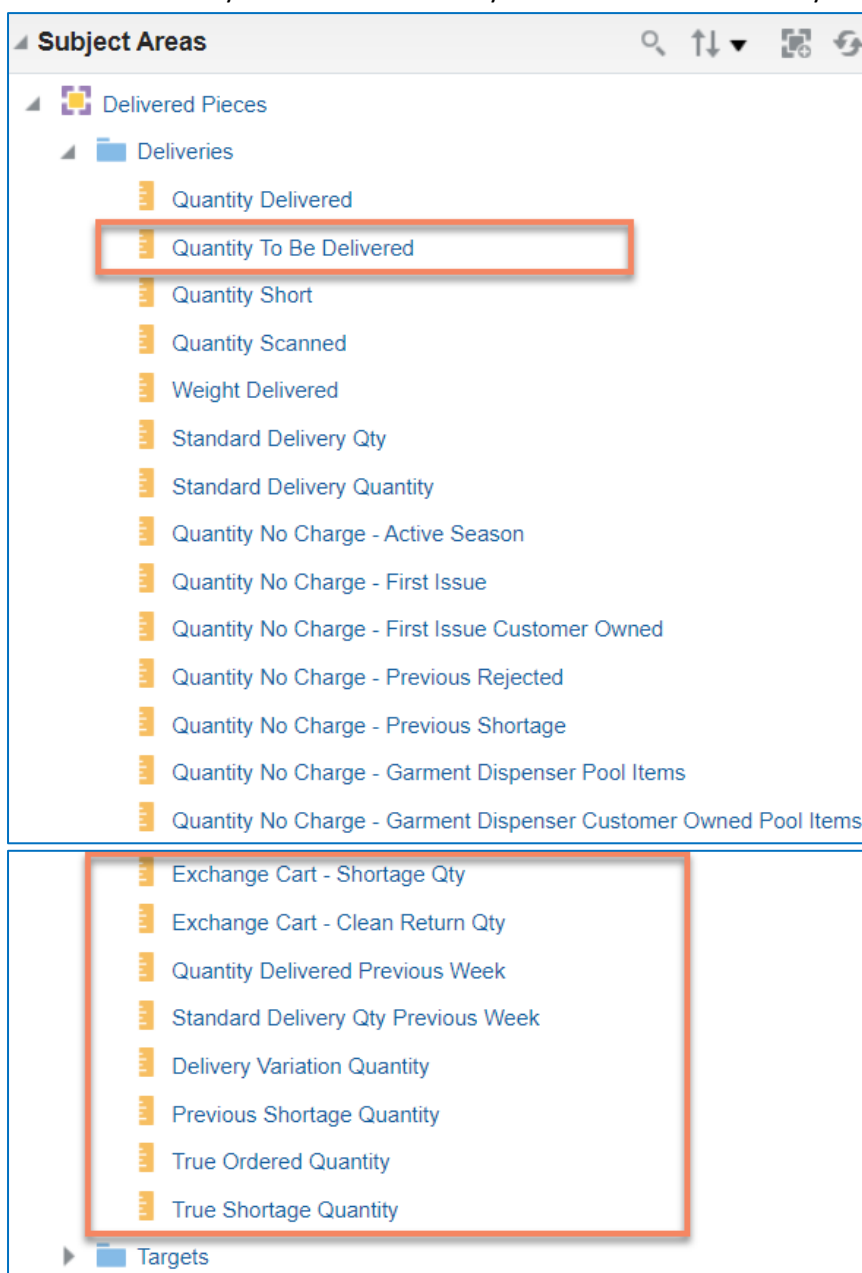 Subject Areas
Delivered Pieces
Deliveries
Quantity Delivered
Quantity To Be Delivered
Quantity Short
Quantity Scanned
Weight Delivered
Standard Delivery Qty
Standard Delivery Quantity
Quantity No Charge - Active Season
Quantity No Charge - First Issue
Quantity No Charge - First Issue Customer Owned
Quantity No Charge - Previous Rejected
Quantity No Charge - Previous Shortage
Quantity No Charge - Garment Dispenser Pool Items
Quantity No Charge - Garment Dispenser Customer Owned Pool Items
Exchange Cart - Shortage Qty
Exchange Cart - Clean Return Qty
Quantity Delivered Previous Week
Standard Delivery Qty Previous Week
Delivery Variation Quantity
Previous Shortage Quantity
True Ordered Quantity
True Shortage Quantity
Targets